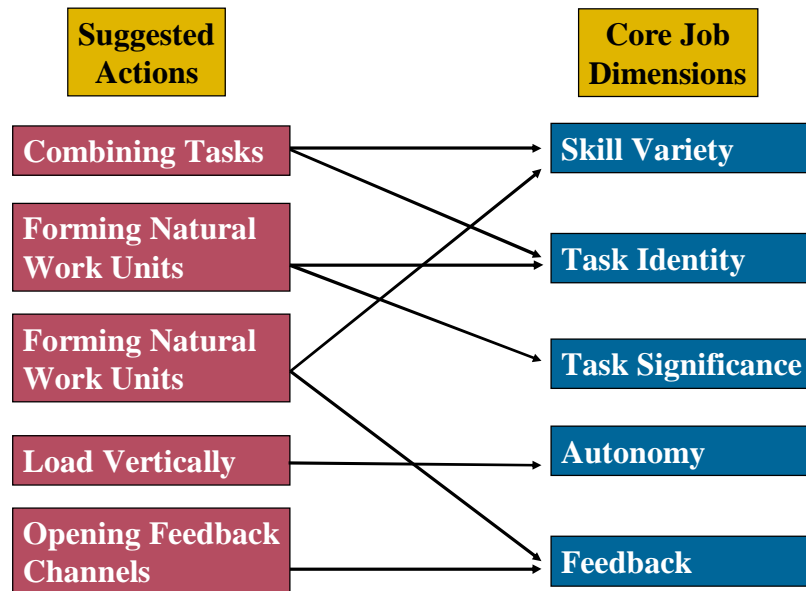 Suggested
Actions
Core Job
Dimensions
Combining Tasks
Skill Variety
Forming Natural
Work Units
Task Identity
Forming Natural
Work Units
Task Significance
Load Vertically
Autonomy
Opening Feedback
Channels
Feedback